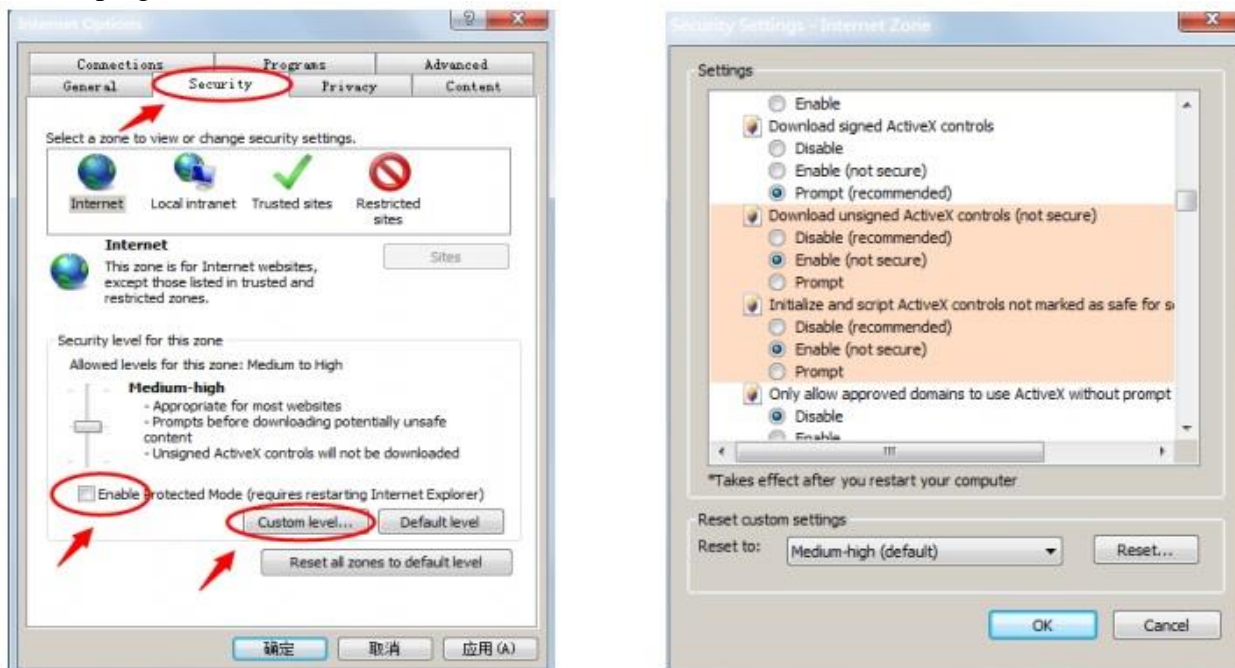 Internet Options
Connections Programs Advanced
General Security Privacy Content
Select a zone to view or change security settings.
Internet Local intranet Trusted sites Restricted
sites
Internet
Sites
This zone is for Internet websites,
except those listed in trusted and
restricted zones.
Security level for this zone
Allowed levels for this zone: Medium to High
Medium-high
- Appropriate for most websites
- Prompts before downloading potentially unsafe
content
- Unsigned ActiveX controls will not be downloaded
Enable Protected Mode (requires restarting Internet Explorer)
Custom level... Default level
Reset all zones to default level
确定 取消 应用(A)
Security Settings - Internet Zone
Settings
Enable
Download signed ActiveX controls
Disable
Enable (not secure)
Prompt (recommended)
Download unsigned ActiveX controls (not secure)
Disable (recommended)
Enable (not secure)
Prompt
Initialize and script ActiveX controls not marked as safe for
Disable (recommended)
Enable (not secure)
Prompt
Only allow approved domains to use ActiveX without prompt
Disable
Enable
*Takes effect after you restart your computer
Reset custom settings
Reset to: Medium-high (default) Reset...
OK Cancel